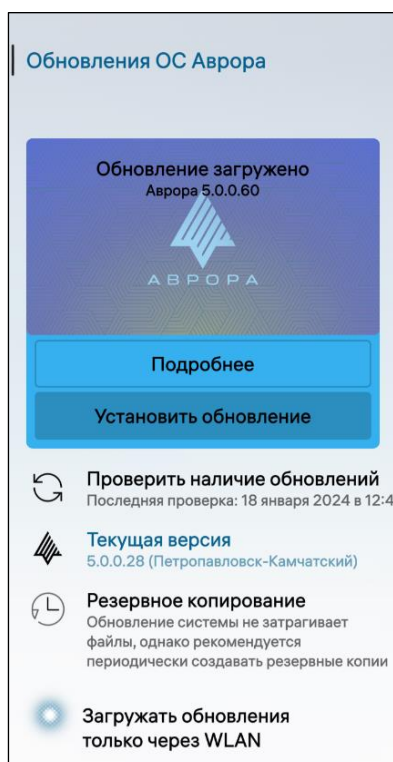 Обновления ОС Аврора
Обновление загружено
Аврора 5.0.0.60
АВРОРА
Подробнее
Установить обновление
Проверить наличие обновлений
Последняя проверка: 18 января 2024 в 12:4
Текущая версия
5.0.0.28 (Петропавловск-Камчатский)
Резервное копирование
Обновление системы не затрагивает
файлы, однако рекомендуется
периодически создавать резервные копии
Загружать обновления
только через WLAN